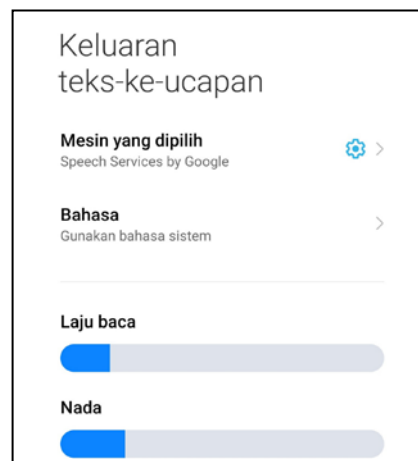 Keluaran
teks-ke-ucapan
Mesin yang dipilih
Speech Services by Google
Bahasa
Gunakan bahasa sistem
Laju baca
Nada